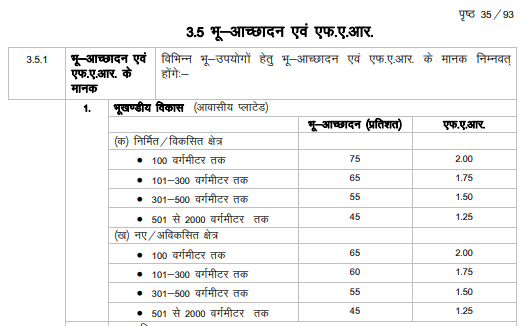 पृष्ठ 35/93
3.5 भू–आच्छादन एवं एफ.ए.आर.
3.5.1 भू–आच्छादन एवं एफ.ए.आर. के मानक विभिन्न भू–उपयोगों हेतु भू–आच्छादन एवं एफ.ए.आर. के मानक निम्नवत् होंगे:–
1. भूखण्डीय विकास (आवासीय प्लाटेड)
भू–आच्छादन (प्रतिशत) एफ.ए.आर.
(क) निर्मित/विकसित क्षेत्र
● 100 वर्गमीटर तक 75 2.00
● 101–300 वर्गमीटर तक 65 1.75
● 301–500 वर्गमीटर तक 55 1.50
● 501 से 2000 वर्गमीटर तक 45 1.25
(ख) नए/अविकसित क्षेत्र
● 100 वर्गमीटर तक 65 2.00
● 101–300 वर्गमीटर तक 60 1.75
● 301–500 वर्गमीटर तक 55 1.50
● 501 से 2000 वर्गमीटर तक 45 1.25